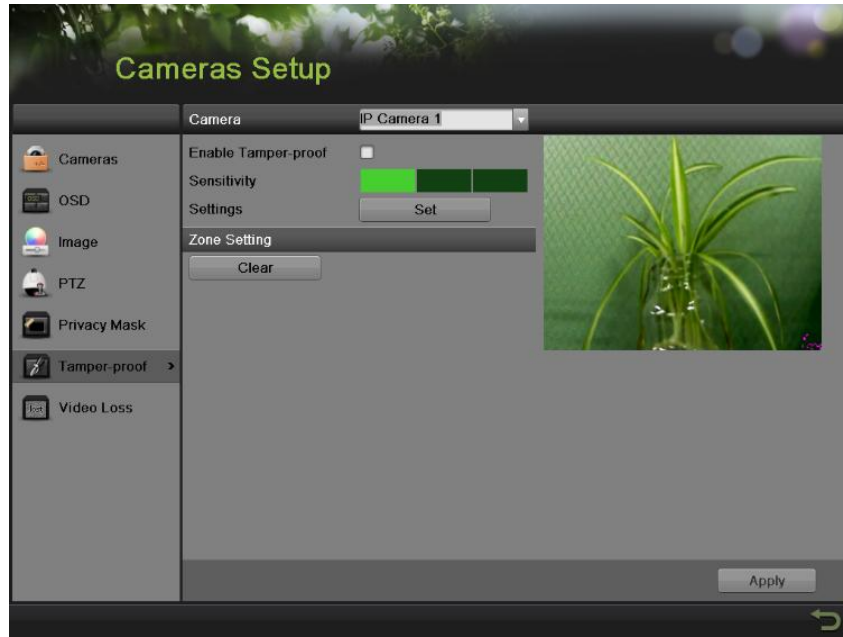 Cameras Setup
Camera IP Camera 1
Cameras
OSD
Image
PTZ
Privacy Mask
Tamper-proof >
Video Loss
Enable Tamper-proof
Sensitivity
Settings Set
Zone Setting
Clear
Apply